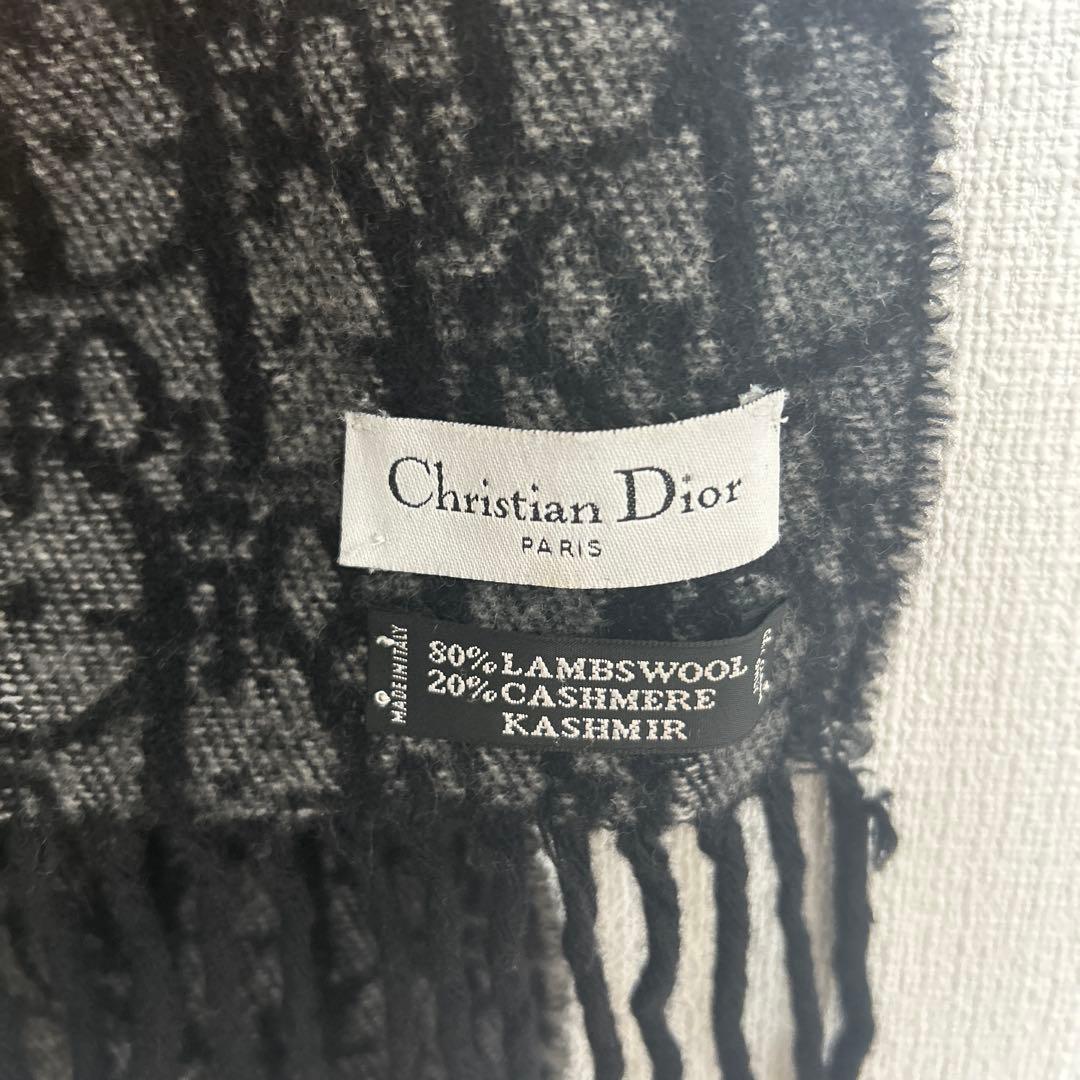 Christian Dior
PARIS
MADE IN ITALY
80% LAMBSWOOL
20% CASHMERE
KASHMIR